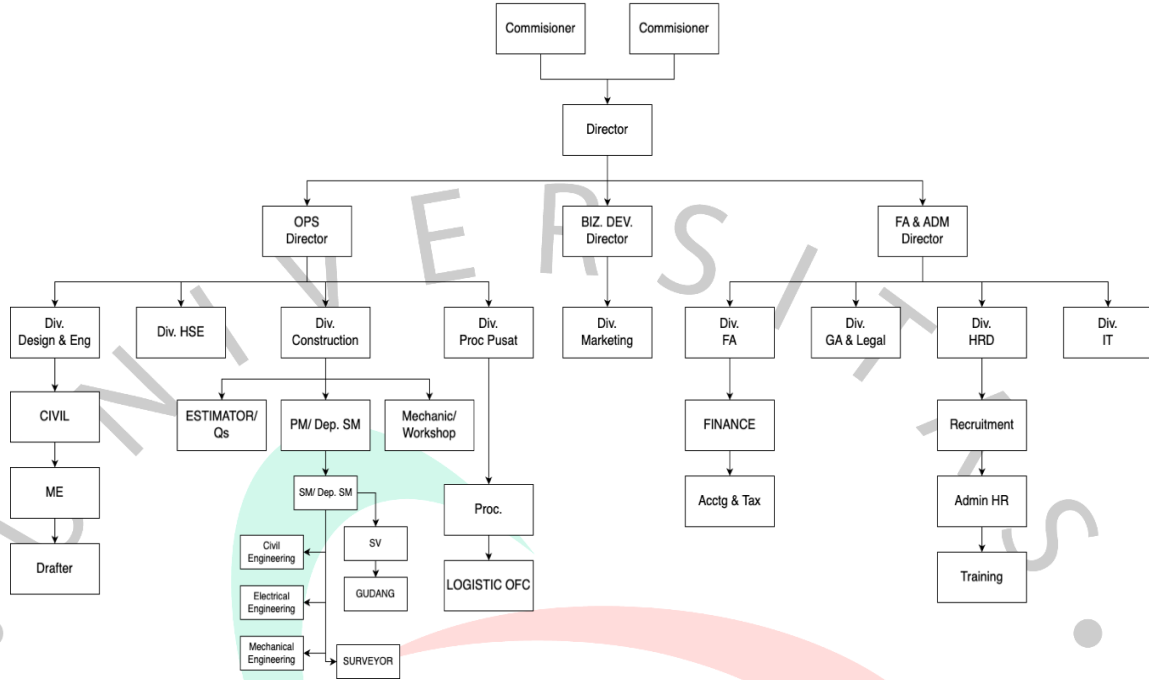 Commisioner
Commisioner
Director
OPS
Director
BIZ. DEV.
Director
FA & ADM
Director
Div.
Design & Eng
Div. HSE
Div.
Construction
Div.
Proc Pusat
Div.
Marketing
Div.
FA
Div.
GA & Legal
Div.
HRD
Div.
IT
CIVIL
ESTIMATOR/
Qs
PM/ Dep. SM
Mechanic/
Workshop
FINANCE
Recruitment
ME
SM/ Dep. SM
Proc.
Acctg & Tax
Admin HR
Drafter
Civil
Engineering
SV
LOGISTIC OFC
Training
Electrical
Engineering
GUDANG
Mechanical
Engineering
SURVEYOR
UNIVERSITAS